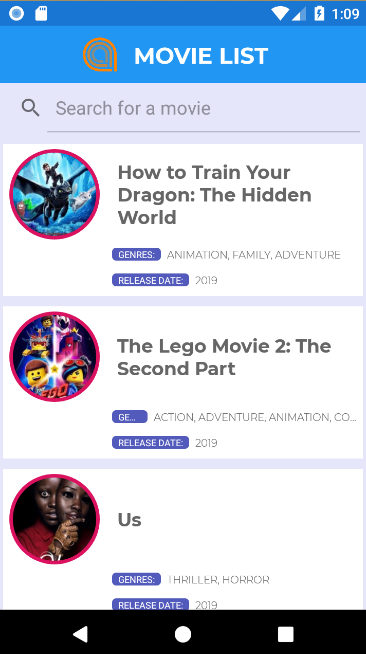 1:09
MOVIE LIST
Search for a movie
How to Train Your
Dragon: The Hidden
World
GENRES: ANIMATION, FAMILY, ADVENTURE
RELEASE DATE: 2019
The Lego Movie 2: The
Second Part
GE... ACTION, ADVENTURE, ANIMATION, CO...
RELEASE DATE: 2019
Us
GENRES: THRILLER, HORROR
RELEASE DATE: 2019